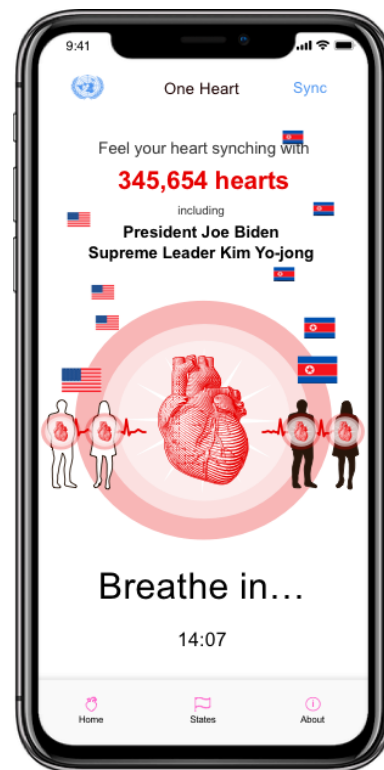 9:41
One Heart
Sync
Feel your heart synching with
345,654 hearts
including
President Joe Biden
Supreme Leader Kim Yo-jong
Breathe in…
14:07
Home
States
About